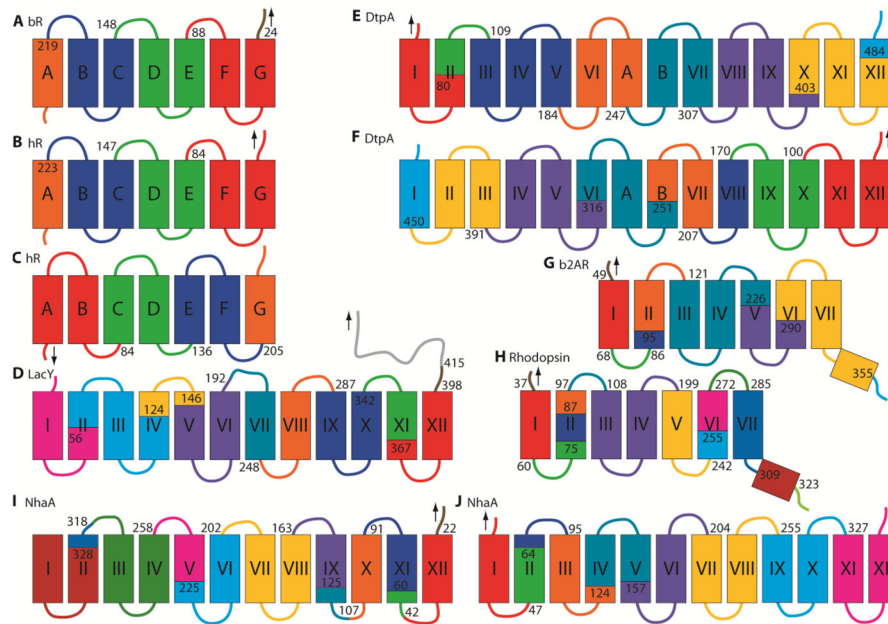 A bR
148 88 24
219
A B C D E F G
B hR
147 84
223
A B C D E F G
C hR
A B C D E F G
84 136 205
D LacY
192 287 415
398
124 146 342
I II III IV V VI VII VIII IX X XI XII
56 367
248
E DtpA
109
484
I II III IV V VI A B VII VIII IX X XI XII
80 403
184 247 307
F DtpA
170 100
I II III IV V VI A B VII VIII IX X XI XII
316 251
450
391 207
G b2AR
49 121
226
I II III IV V VI VII
95 290
68 86
355
H Rhodopsin
37 97 108 199 272 285
87
I II III IV V VI VII
75 255
60 242
309 323
I NhaA
318 258 202 163 91 22
328
I II III IV V VI VII VIII IX X XI XII
225 125 60
107 42
J NhaA
95 204 255 327
64
I II III IV V VI VII VIII IX X XI XII
124 157
47